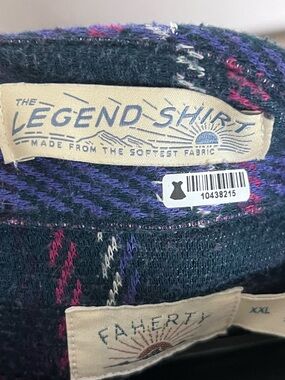 THE
LEGEND SHIRT
MADE FROM THE SOFTEST FABRIC
10438215
FAHERTY
XXL